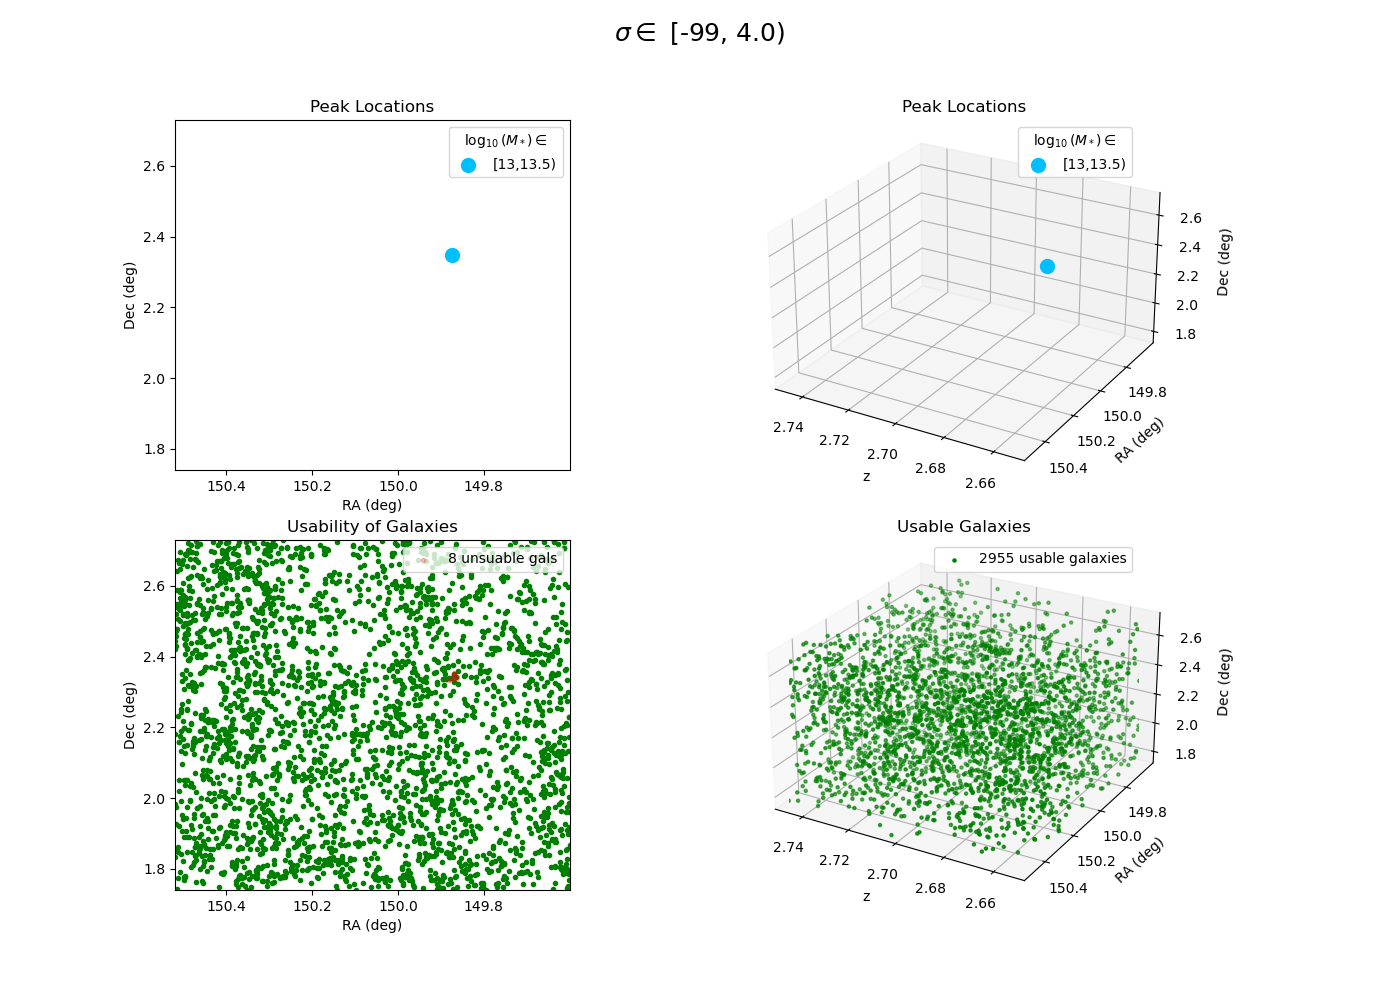 σ ∈ [-99, 4.0)
Peak Locations
log₁₀(M*) ∈
[13,13.5)
2.6
2.4
2.2
2.0
1.8
Dec (deg)
150.4 150.2 150.0 149.8
RA (deg)
Peak Locations
log₁₀(M*) ∈
[13,13.5)
2.6
2.4
2.2
2.0
1.8
Dec (deg)
149.8
150.0
150.2
150.4
RA (deg)
2.74
2.72
2.70
2.68
2.66
z
Usability of Galaxies
8 unsuable gals
2.6
2.4
2.2
2.0
1.8
Dec (deg)
150.4 150.2 150.0 149.8
RA (deg)
Usable Galaxies
2955 usable galaxies
2.6
2.4
2.2
2.0
1.8
Dec (deg)
149.8
150.0
150.2
150.4
RA (deg)
2.74
2.72
2.70
2.68
2.66
z